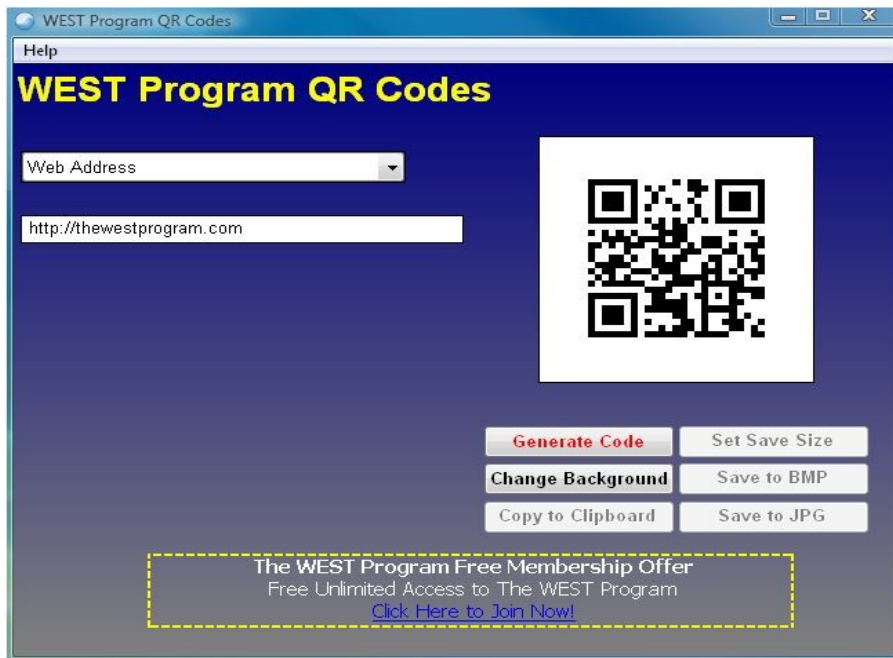 WEST Program QR Codes
Help
WEST Program QR Codes
Web Address
http://thewestprogram.com
Generate Code
Set Save Size
Change Background
Save to BMP
Copy to Clipboard
Save to JPG
The WEST Program Free Membership Offer
Free Unlimited Access to The WEST Program
Click Here to Join Now!